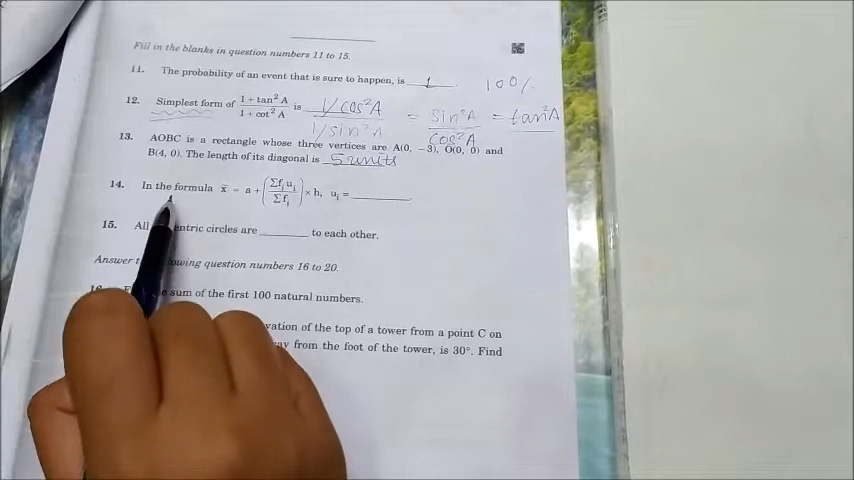 Fill in the blanks in question numbers 11 to 15.
11. The probability of an event that is sure to happen, is 1. 100%.
12. Simplest form of (1 + tan² A)/(1 + cot² A) is (1/cos²A)/(1/sin²A) = sin²A/cos²A = tan²A
13. AOBC is a rectangle whose three vertices are A(0, −3), O(0, 0) and
B(4, 0). The length of its diagonal is 5 units
14. In the formula x̄ = a + (Σfᵢuᵢ/Σfᵢ) × h, uᵢ = ______
15. All entric circles are ______ to each other.
Answer t lowing question numbers 16 to 20.
16. F sum of the first 100 natural numbers.
vation of the top of a tower from a point C on
away from the foot of the tower, is 30°. Find